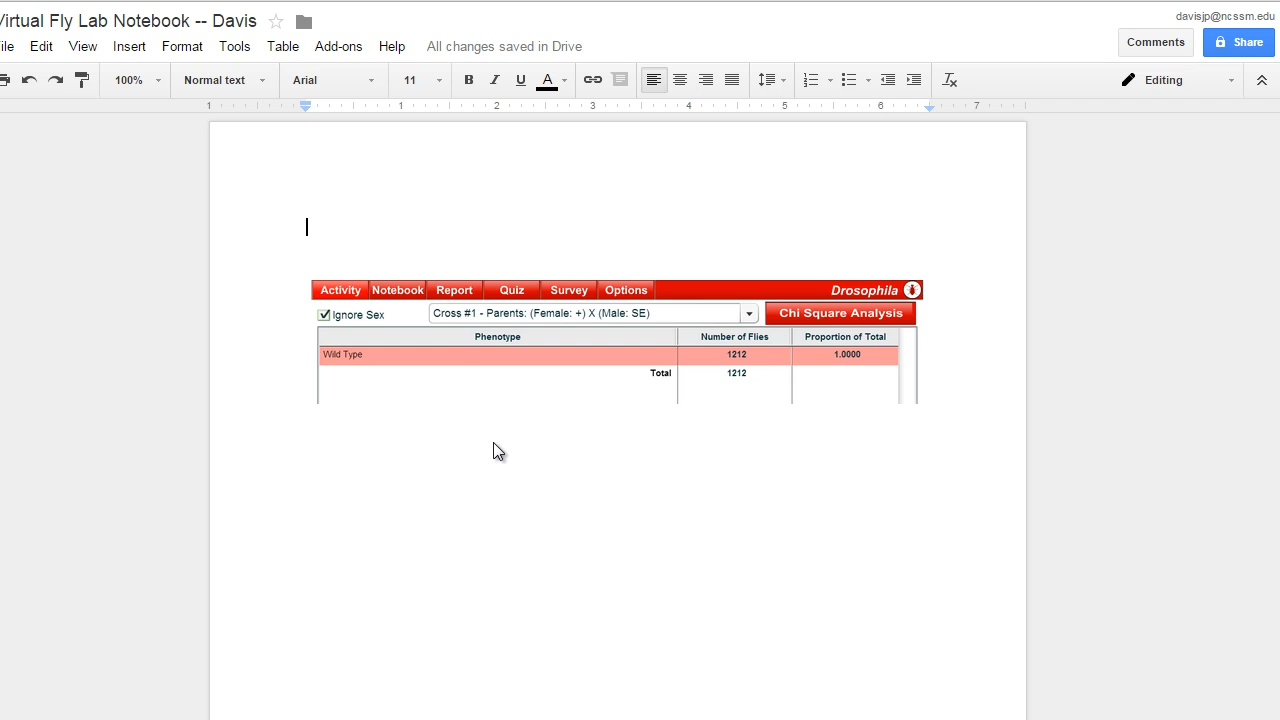 Virtual Fly Lab Notebook -- Davis
davisjp@ncssm.edu
ile Edit View Insert Format Tools Table Add-ons Help All changes saved in Drive
Comments Share
100% Normal text Arial 11 B I U A Editing
1 1 2 3 4 5 6 7
Activity Notebook Report Quiz Survey Options Drosophila
Ignore Sex Cross #1 - Parents: (Female: +) X (Male: SE) Chi Square Analysis
Phenotype Number of Flies Proportion of Total
Wild Type 1212 1.0000
Total 1212